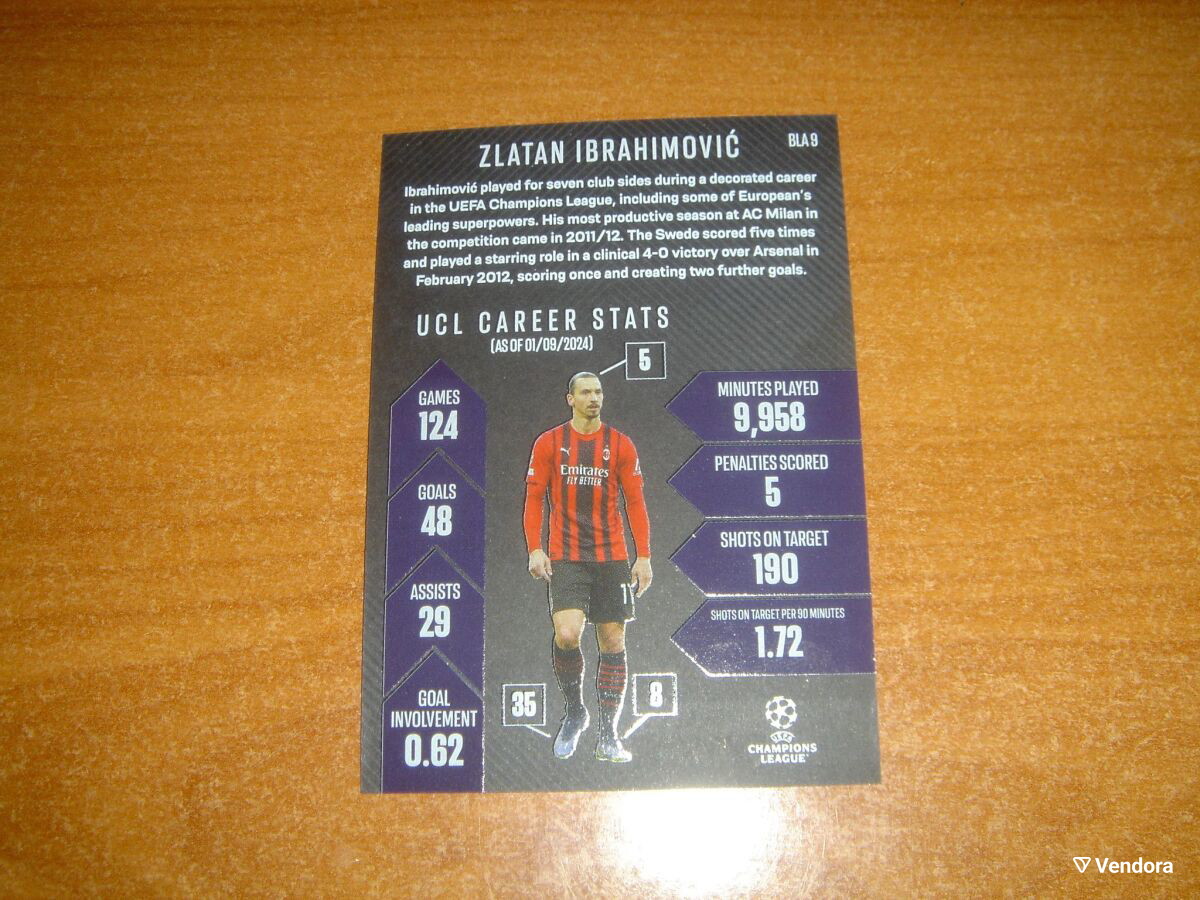 ZLATAN IBRAHIMOVIĆ
BLA 9
Ibrahimović played for seven club sides during a decorated career
in the UEFA Champions League, including some of European's
leading superpowers. His most productive season at AC Milan in
the competition came in 2011/12. The Swede scored five times
and played a starring role in a clinical 4-0 victory over Arsenal in
February 2012, scoring once and creating two further goals.
UCL CAREER STATS
(AS OF 01/09/2024)
5
GAMES
124
GOALS
48
ASSISTS
29
GOAL
INVOLVEMENT
0.62
Emirates
FLY BETTER
11
35
8
MINUTES PLAYED
9,958
PENALTIES SCORED
5
SHOTS ON TARGET
190
SHOTS ON TARGET PER 90 MINUTES
1.72
UEFA
CHAMPIONS
LEAGUE
Vendora